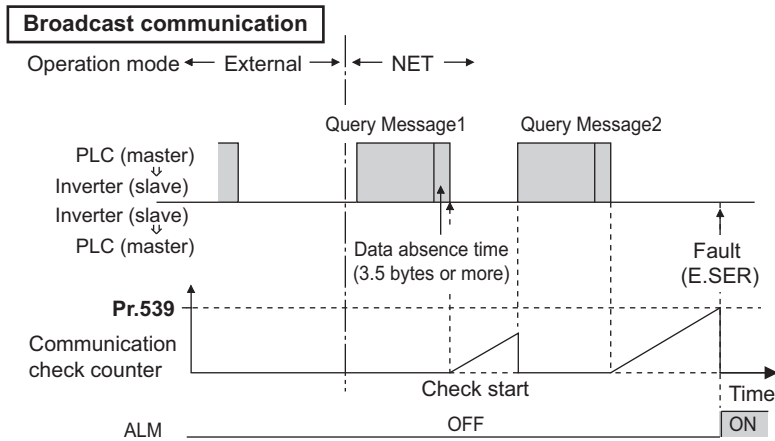 Broadcast communication
Operation mode External NET
Query Message1 Query Message2
PLC (master)
Inverter (slave)
Inverter (slave)
PLC (master)
Data absence time
(3.5 bytes or more)
Fault
(E.SER)
Pr.539
Communication
check counter
Check start
Time
ALM OFF ON